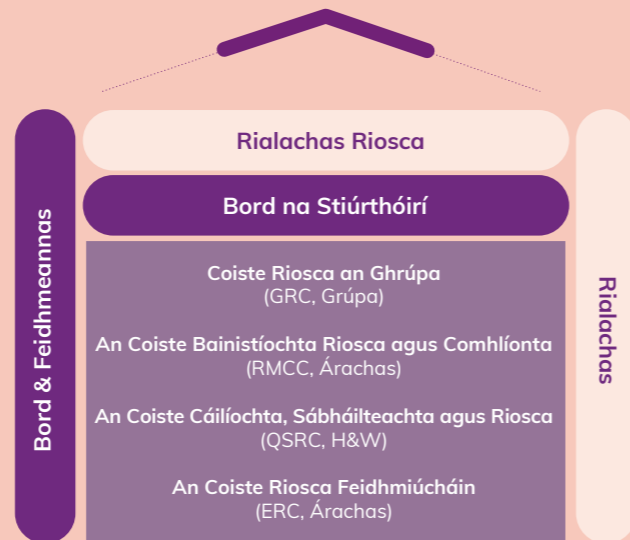 Rialachas Riosca
Bord na Stiúrthóirí
Bord & Feidhmeannas
Coiste Riosca an Ghrúpa
(GRC, Grúpa)
An Coiste Bainistíochta Riosca agus Comhlíonta
(RMCC, Árachas)
An Coiste Cáilíochta, Sábháilteachta agus Riosca
(QSRC, H&W)
An Coiste Riosca Feidhmiúcháin
(ERC, Árachas)
Rialachas